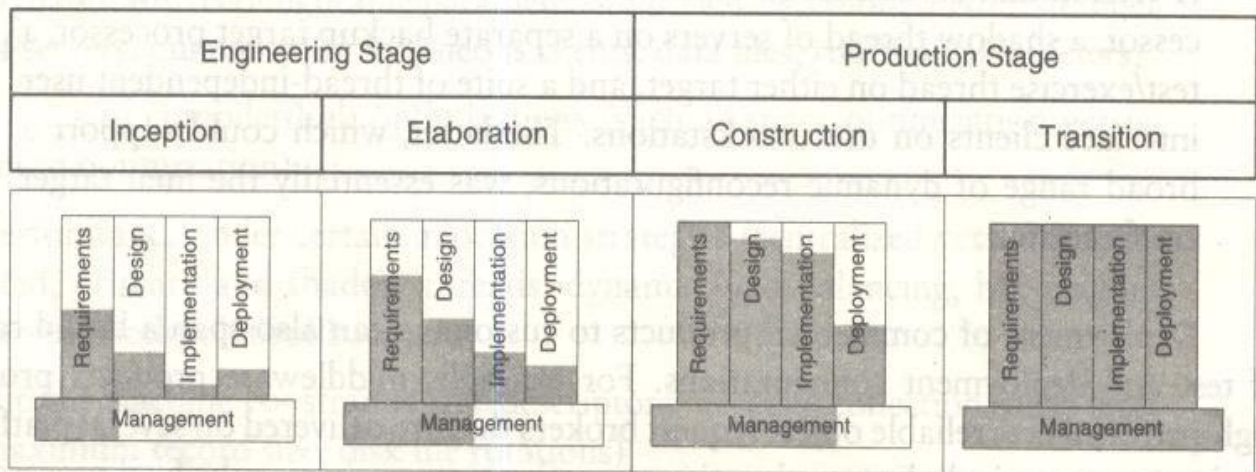 Engineering Stage Production Stage
Inception Elaboration Construction Transition
Requirements Design Implementation Deployment
Management
Requirements Design Implementation Deployment
Management
Requirements Design Implementation Deployment
Management
Requirements Design Implementation Deployment
Management